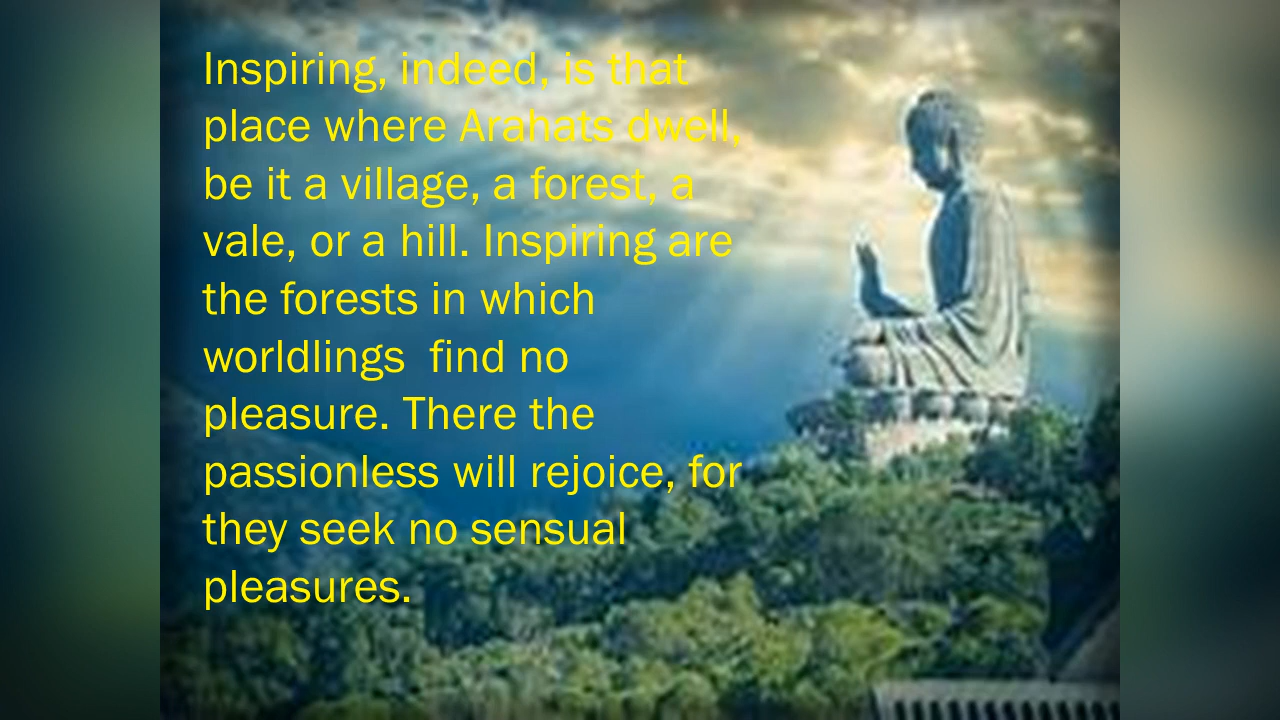 Inspiring, indeed, is that
place where Arahats dwell,
be it a village, a forest, a
vale, or a hill. Inspiring are
the forests in which
worldlings  find no
pleasure. There the
passionless will rejoice, for
they seek no sensual
pleasures.